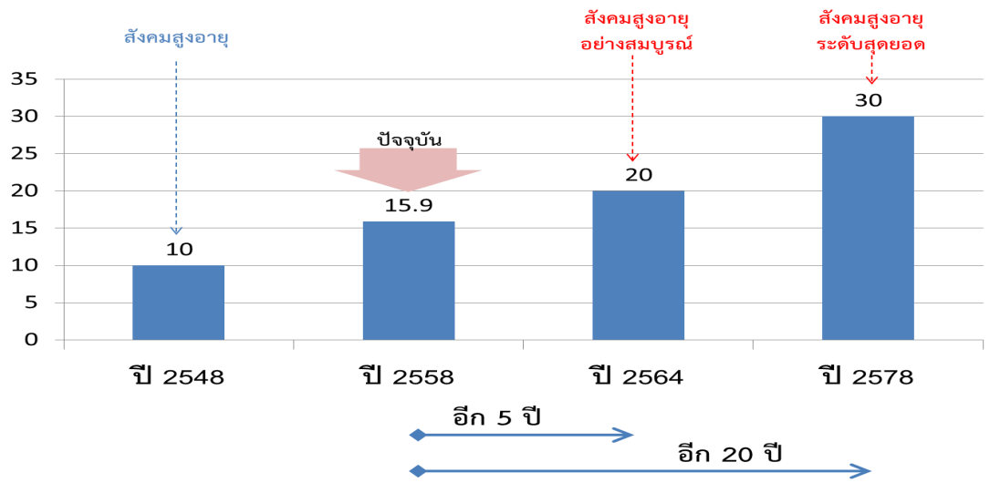 สังคมสูงอายุ
สังคมสูงอายุ
อย่างสมบูรณ์
สังคมสูงอายุ
ระดับสุดยอด
35
30
25
20
15
10
5
0
10
ปัจจุบัน
15.9
20
30
ปี 2548
ปี 2558
ปี 2564
ปี 2578
อีก 5 ปี
อีก 20 ปี